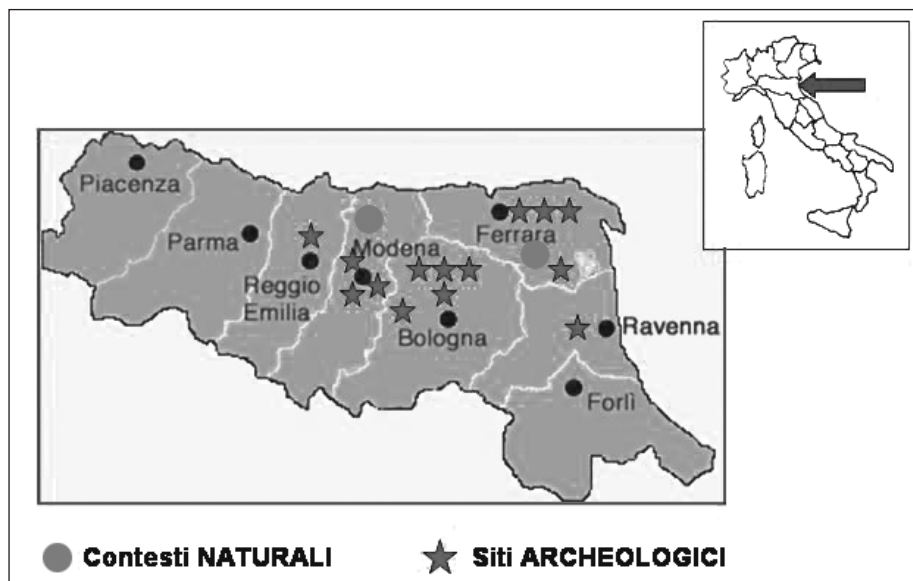 Piacenza
Parma
Reggio
Emilia
Modena
Ferrara
Bologna
Ravenna
Forlì
Contesti NATURALI
Siti ARCHEOLOGICI